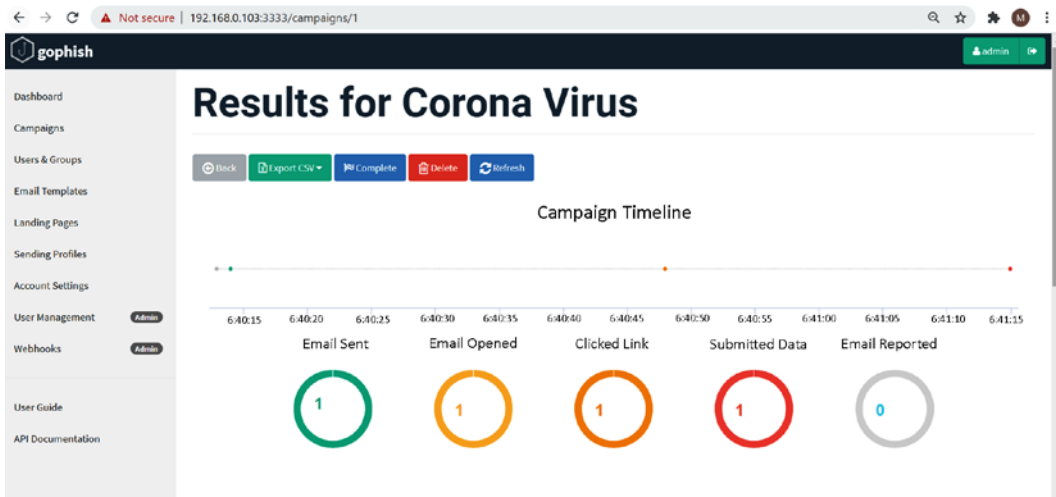 Not secure | 192.168.0.103:3333/campaigns/1
M
gophish
admin
Dashboard
Campaigns
Users & Groups
Email Templates
Landing Pages
Sending Profiles
Account Settings
User Management Admin
Webhooks Admin
User Guide
API Documentation
Results for Corona Virus
Back Export CSV Complete Delete Refresh
Campaign Timeline
6:40:15 6:40:20 6:40:25 6:40:30 6:40:35 6:40:40 6:40:45 6:40:50 6:40:55 6:41:00 6:41:05 6:41:10 6:41:15
Email Sent Email Opened Clicked Link Submitted Data Email Reported
1 1 1 1 0